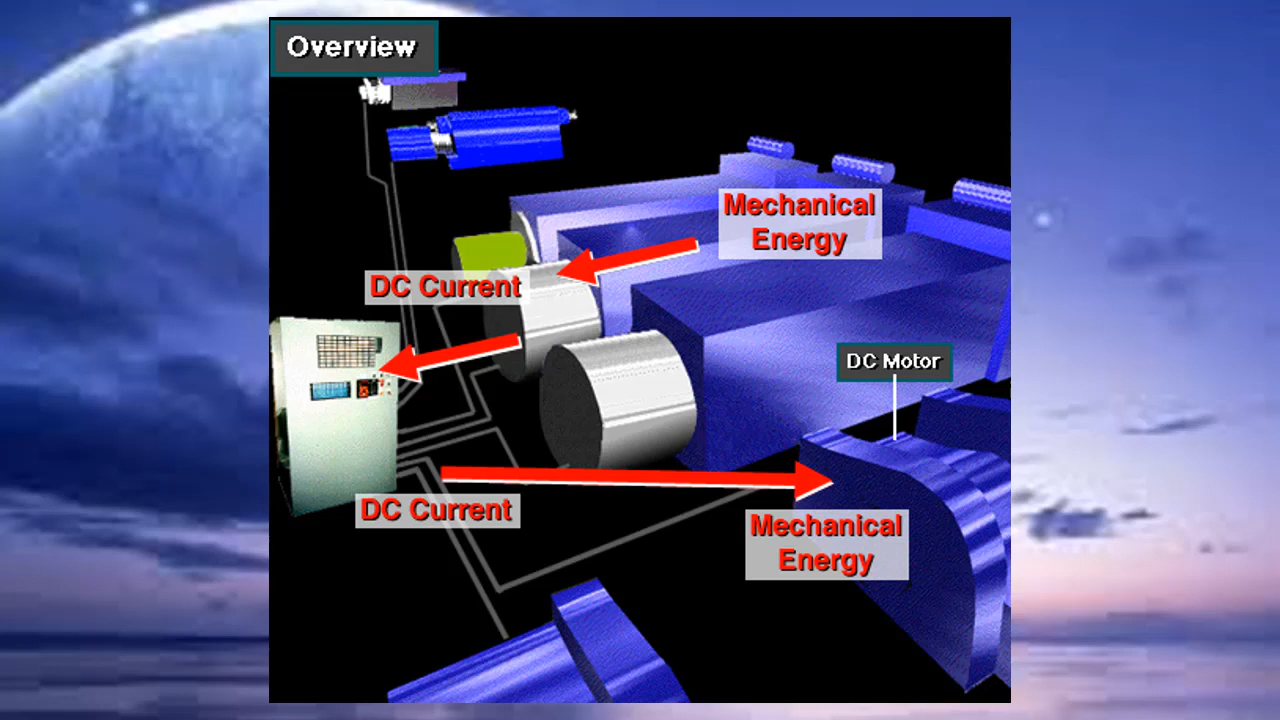 Overview
Mechanical
Energy
DC Current
DC Motor
DC Current
Mechanical
Energy